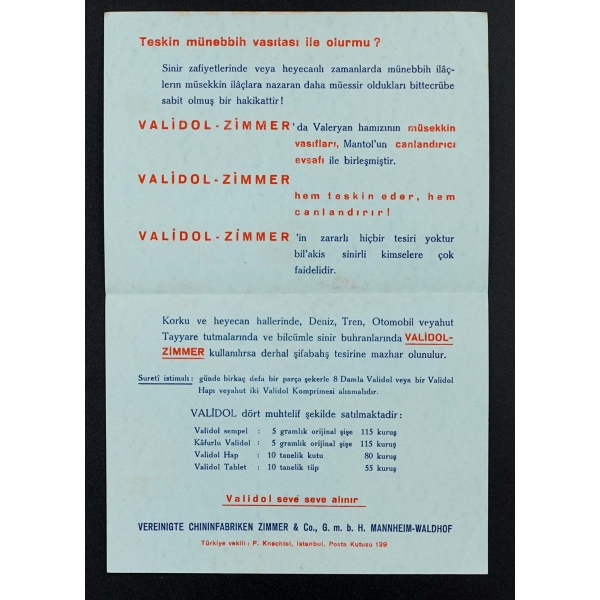 Teskin münebbih vasıtası ile olurmu ?
Sinir zafiyetlerinde veya heyecanlı zamanlarda münebbih ilâç-
lerın müsekkin ilâçlara nazaran daha müessir oldukları bittecrübe
sabit olmuş bir hakikattir !
VALİDOL - ZİMMER 'da Valeryan hamızının müsekkin
vasıfları, Mantol'un canlandırıcı
evsafı ile birleşmiştir.
VALİDOL - ZİMMER
hem teskin eder, hem
canlandırır !
VALİDOL - ZİMMER 'in zararlı hiçbir tesiri yoktur
bil'akis sinirli kimselere çok
faidelidir.
Korku ve heyecan hallerinde, Deniz, Tren, Otomobil veyahut
Tayyare tutmalarında ve bilcümle sinir buhranlarında VALİDOL-
ZİMMER kullanılırsa derhal şifabahş tesirine mazhar olunulur.
Suretî istimali : günde birkaç defa bir parça şekerle 8 Damla Validol veya bir Validol
Hapı veyahut iki Validol Komprimesi alınmalıdır.
VALİDOL dört muhtelif şekilde satılmaktadir :
Validol sempel : 5 gramlık orijinal şişe 115 kuruş
Kâfurlu Validol : 5 gramlık orijinal şişe 115 kuruş
Validol Hap : 10 tanelik kutu 80 kuruş
Validol Tablet : 10 tanelik tüp 55 kuruş
Validol seve seve alınır
VEREINIGTE CHININFABRIKEN ZIMMER & Co., G. m. b. H. MANNHEIM-WALDHOF
Türkiye vekili : F. Knechtel, Istanbul, Posta Kutusu 139